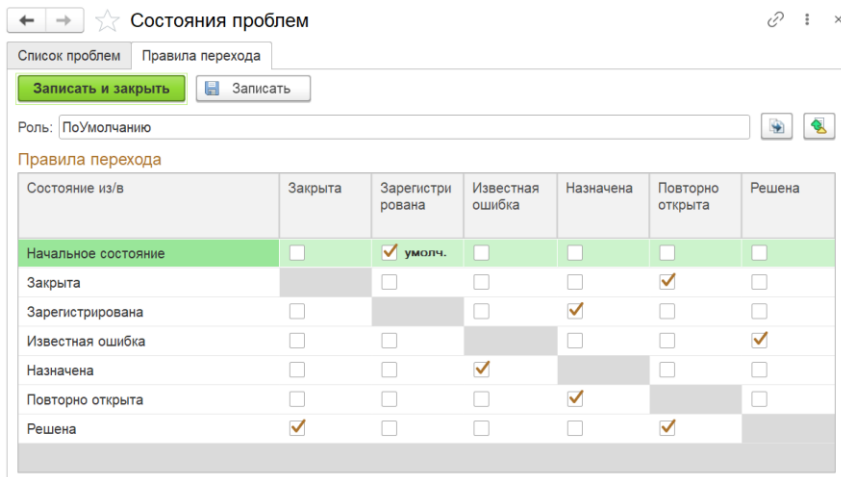 Состояния проблем
Список проблем Правила перехода
Записать и закрыть Записать
Роль: ПоУмолчанию
Правила перехода
Состояние из/в Закрыта Зарегистри Известная Назначена Повторно Решена
рована ошибка открыта
Начальное состояние умолч.
Закрыта
Зарегистрирована
Известная ошибка
Назначена
Повторно открыта
Решена